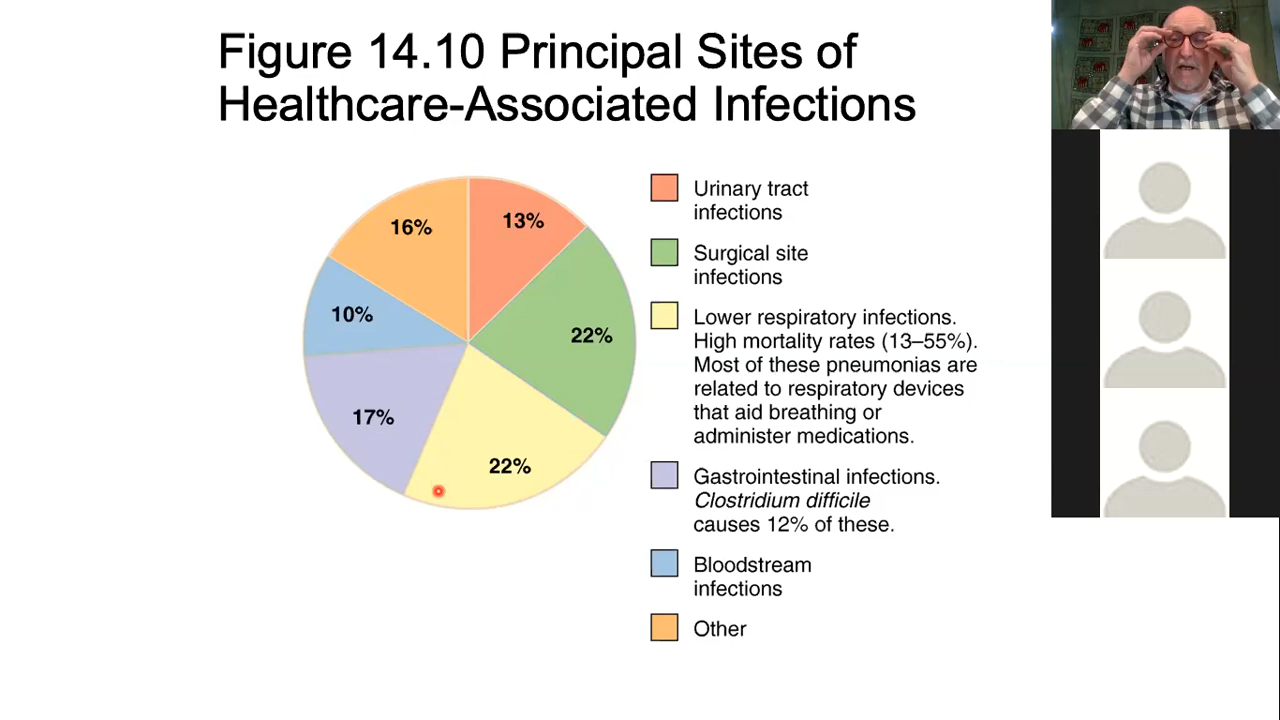 Figure 14.10 Principal Sites of
Healthcare-Associated Infections
16%
13%
10%
22%
17%
22%
Urinary tract
infections
Surgical site
infections
Lower respiratory infections.
High mortality rates (13–55%).
Most of these pneumonias are
related to respiratory devices
that aid breathing or
administer medications.
Gastrointestinal infections.
Clostridium difficile
causes 12% of these.
Bloodstream
infections
Other